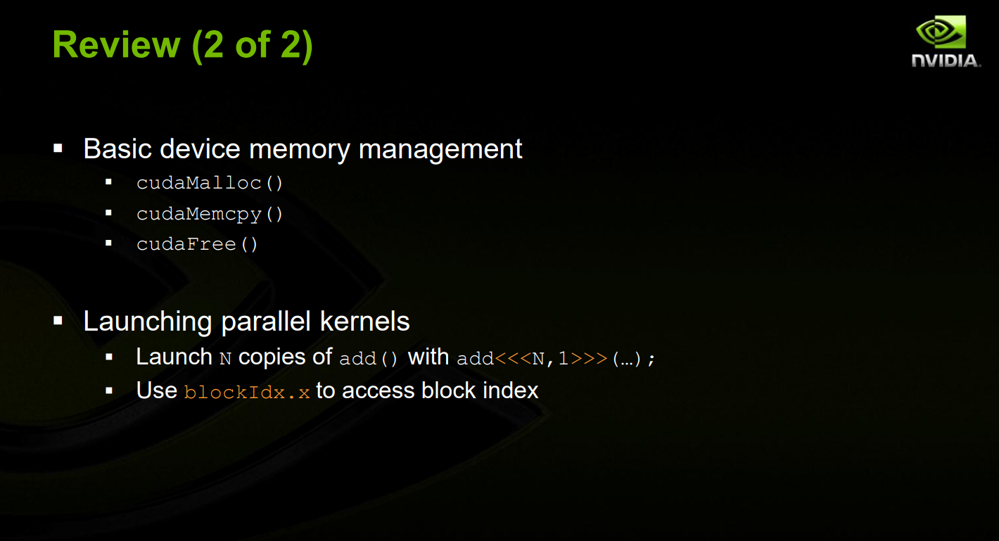 Review (2 of 2)
NVIDIA.
▪ Basic device memory management
▪ cudaMalloc()
▪ cudaMemcpy()
▪ cudaFree()
▪ Launching parallel kernels
▪ Launch N copies of add() with add<<<N,1>>>(…);
▪ Use blockIdx.x to access block index